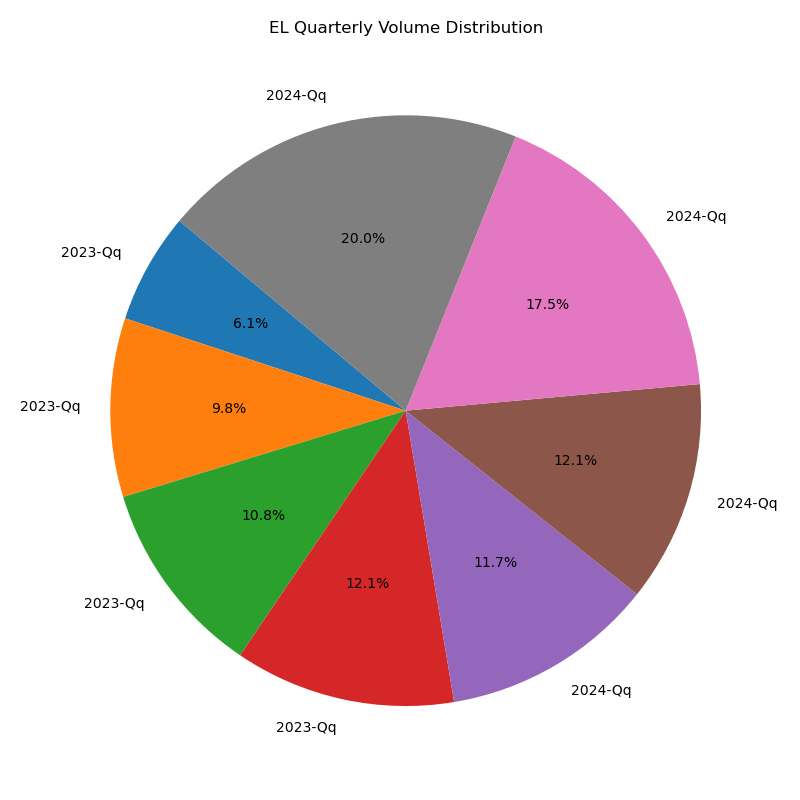 EL Quarterly Volume Distribution
2024-Qq
20.0%
2024-Qq
17.5%
2023-Qq
6.1%
2023-Qq
9.8%
2023-Qq
10.8%
2023-Qq
12.1%
2024-Qq
11.7%
2024-Qq
12.1%